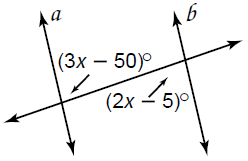 a
b
(3x – 50)°
(2x – 5)°